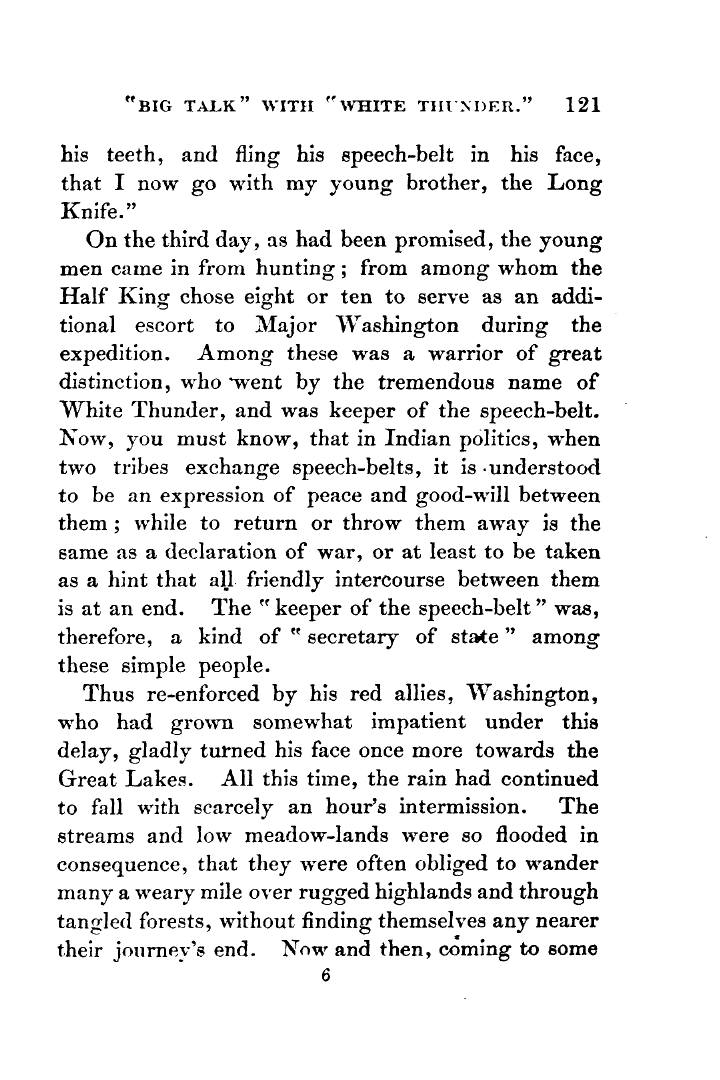 "BIG TALK" WITH "WHITE THUNDER." 121
his teeth, and fling his speech-belt in his face,
that I now go with my young brother, the Long
Knife."
On the third day, as had been promised, the young
men came in from hunting; from among whom the
Half King chose eight or ten to serve as an addi-
tional escort to Major Washington during the
expedition. Among these was a warrior of great
distinction, who went by the tremendous name of
White Thunder, and was keeper of the speech-belt.
Now, you must know, that in Indian politics, when
two tribes exchange speech-belts, it is understood
to be an expression of peace and good-will between
them; while to return or throw them away is the
same as a declaration of war, or at least to be taken
as a hint that all friendly intercourse between them
is at an end. The "keeper of the speech-belt" was,
therefore, a kind of "secretary of state" among
these simple people.
Thus re-enforced by his red allies, Washington,
who had grown somewhat impatient under this
delay, gladly turned his face once more towards the
Great Lakes. All this time, the rain had continued
to fall with scarcely an hour's intermission. The
streams and low meadow-lands were so flooded in
consequence, that they were often obliged to wander
many a weary mile over rugged highlands and through
tangled forests, without finding themselves any nearer
their journey's end. Now and then, coming to some
6